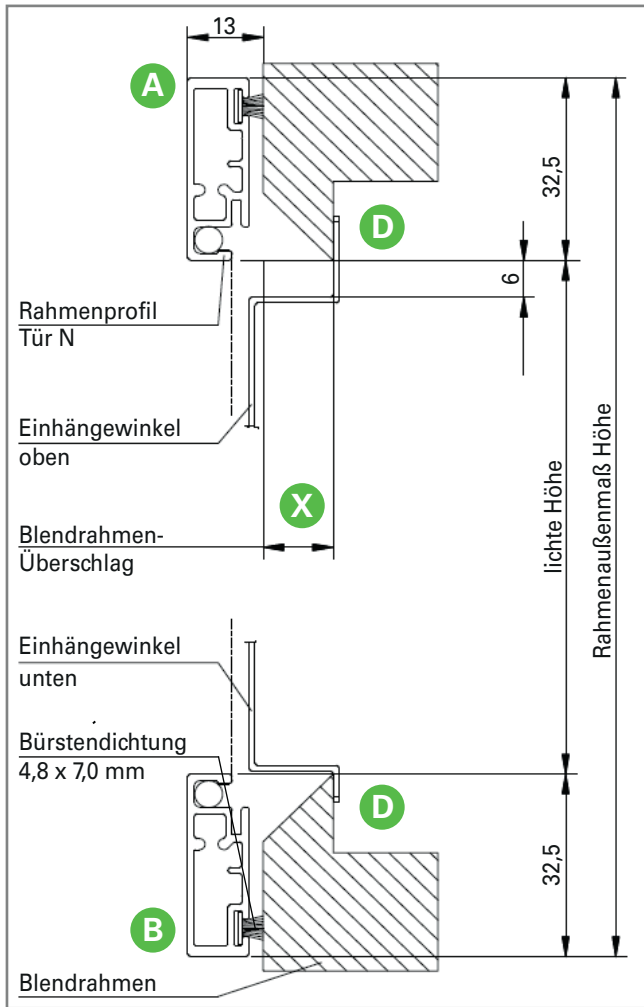 13
A
32,5
D
6
Rahmenprofil
Tür N
Einhängewinkel
oben
X
Blendrahmen-
Überschlag
lichte Höhe
Rahmenaußenmaß Höhe
Einhängewinkel
unten
Bürstendichtung
4,8 x 7,0 mm
D
32,5
B
Blendrahmen